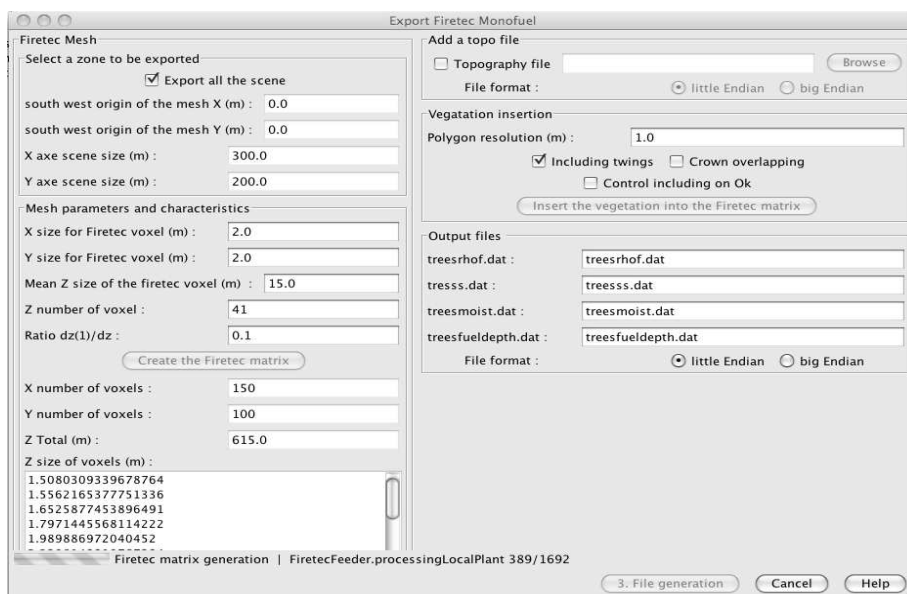 Export Firetec Monofuel
Firetec Mesh
Select a zone to be exported
Export all the scene
south west origin of the mesh X (m) : 0.0
south west origin of the mesh Y (m) : 0.0
X axe scene size (m) : 300.0
Y axe scene size (m) : 200.0
Mesh parameters and characteristics
X size for Firetec voxel (m) : 2.0
Y size for Firetec voxel (m) : 2.0
Mean Z size of the firetec voxel (m) : 15.0
Z number of voxel : 41
Ratio dz(1)/dz : 0.1
Create the Firetec matrix
X number of voxels : 150
Y number of voxels : 100
Z Total (m) : 615.0
Z size of voxels (m) :
1.5080309339678764
1.5562165377751336
1.6525877453896491
1.7971445568114222
1.989886972040452
Add a topo file
Topography file Browse
File format : little Endian big Endian
Vegatation insertion
Polygon resolution (m) : 1.0
Including twings Crown overlapping
Control including on Ok
Insert the vegetation into the Firetec matrix
Output files
treesrhof.dat : treesrhof.dat
tresss.dat : treesss.dat
treesmoist.dat : treesmoist.dat
treesfueldepth.dat : treesfueldepth.dat
File format : little Endian big Endian
Firetec matrix generation | FiretecFeeder.processingLocalPlant 389/1692
3. File generation Cancel Help